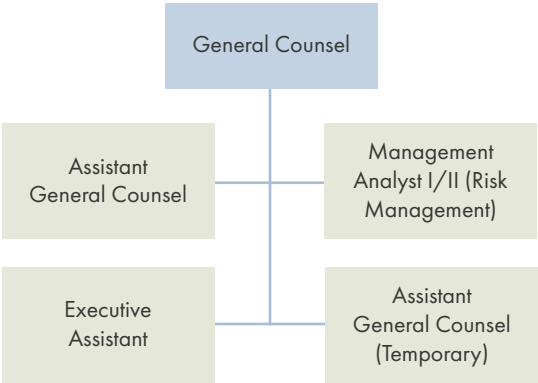 General Counsel
Assistant
General Counsel
Management
Analyst I/II (Risk
Management)
Executive
Assistant
Assistant
General Counsel
(Temporary)